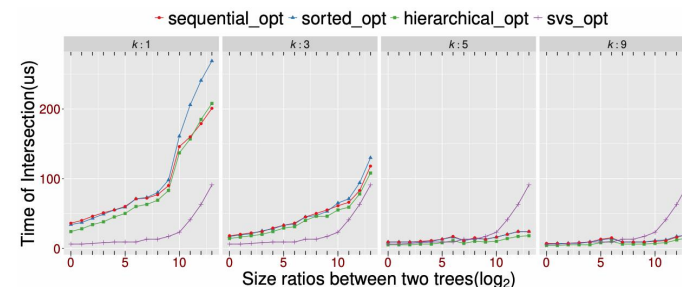 sequential_opt sorted_opt hierarchical_opt svs_opt
k : 1 k : 3 k : 5 k : 9
Time of Intersection(us)
200
100
0
0 5 10 0 5 10 0 5 10 0 5 10
Size ratios between two trees(log2)